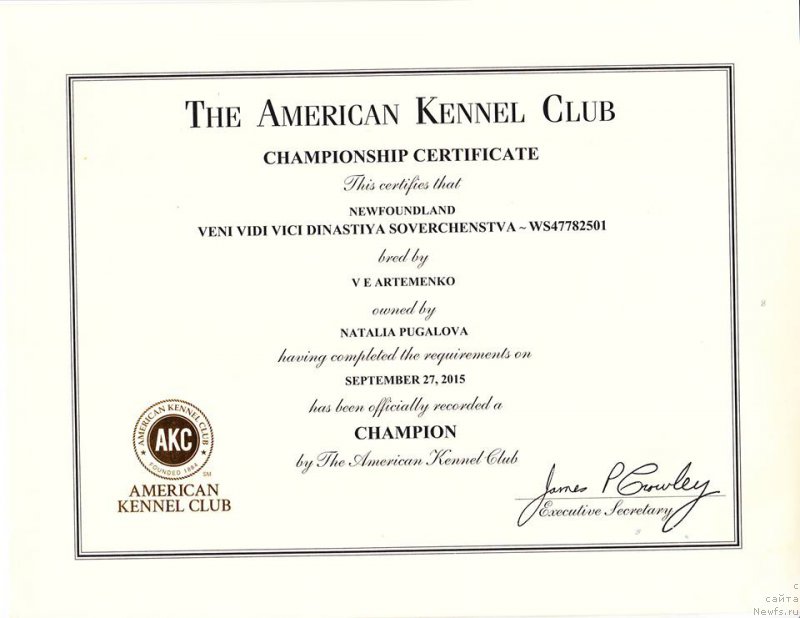 THE AMERICAN KENNEL CLUB
CHAMPIONSHIP CERTIFICATE
This certifies that
NEWFOUNDLAND
VENI VIDI VICI DINASTIYA SOVERCHENSTVA ~ WS47782501
bred by
V E ARTEMENKO
owned by
NATALIA PUGALOVA
having completed the requirements on
SEPTEMBER 27, 2015
has been officially recorded a
CHAMPION
by The American Kennel Club
AMERICAN KENNEL CLUB
AKC
FOUNDED 1884
SM
AMERICAN
KENNEL CLUB
James P Crowley
Executive Secretary
с
сайта
Newfs.ru